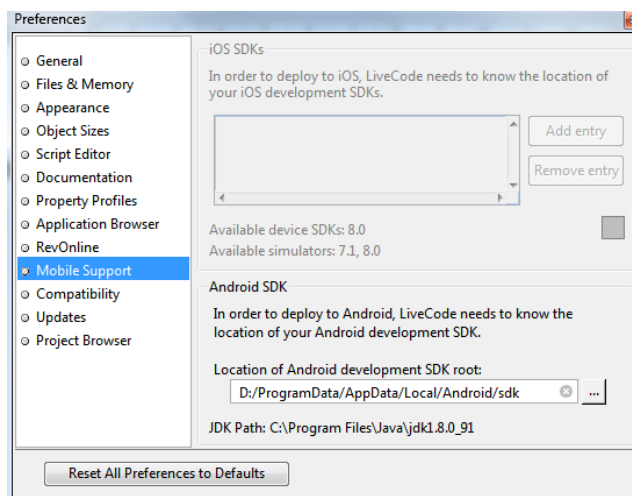 Preferences
General
Files & Memory
Appearance
Object Sizes
Script Editor
Documentation
Property Profiles
Application Browser
RevOnline
Mobile Support
Compatibility
Updates
Project Browser
iOS SDKs
In order to deploy to iOS, LiveCode needs to know the location of
your iOS development SDKs.
Add entry
Remove entry
Available device SDKs: 8.0
Available simulators: 7.1, 8.0
Android SDK
In order to deploy to Android, LiveCode needs to know the
location of your Android development SDK.
Location of Android development SDK root:
D:/ProgramData/AppData/Local/Android/sdk
...
JDK Path: C:\Program Files\Java\jdk1.8.0_91
Reset All Preferences to Defaults